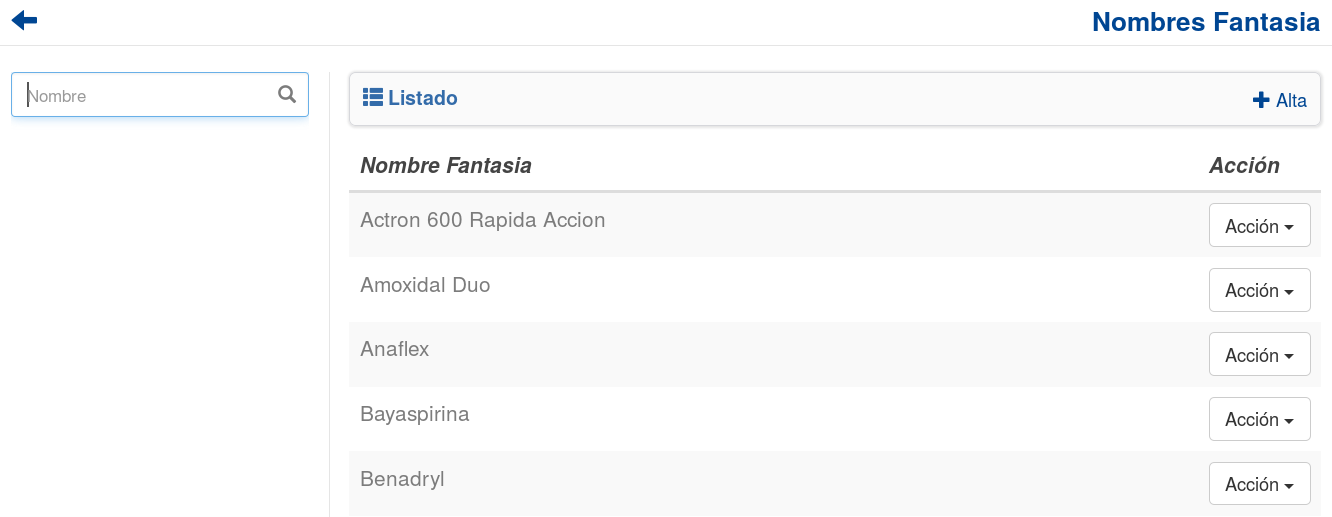 Nombres Fantasia
Nombre
Listado
Alta
Nombre Fantasia Acción
Actron 600 Rapida Accion Acción
Amoxidal Duo Acción
Anaflex Acción
Bayaspirina Acción
Benadryl Acción